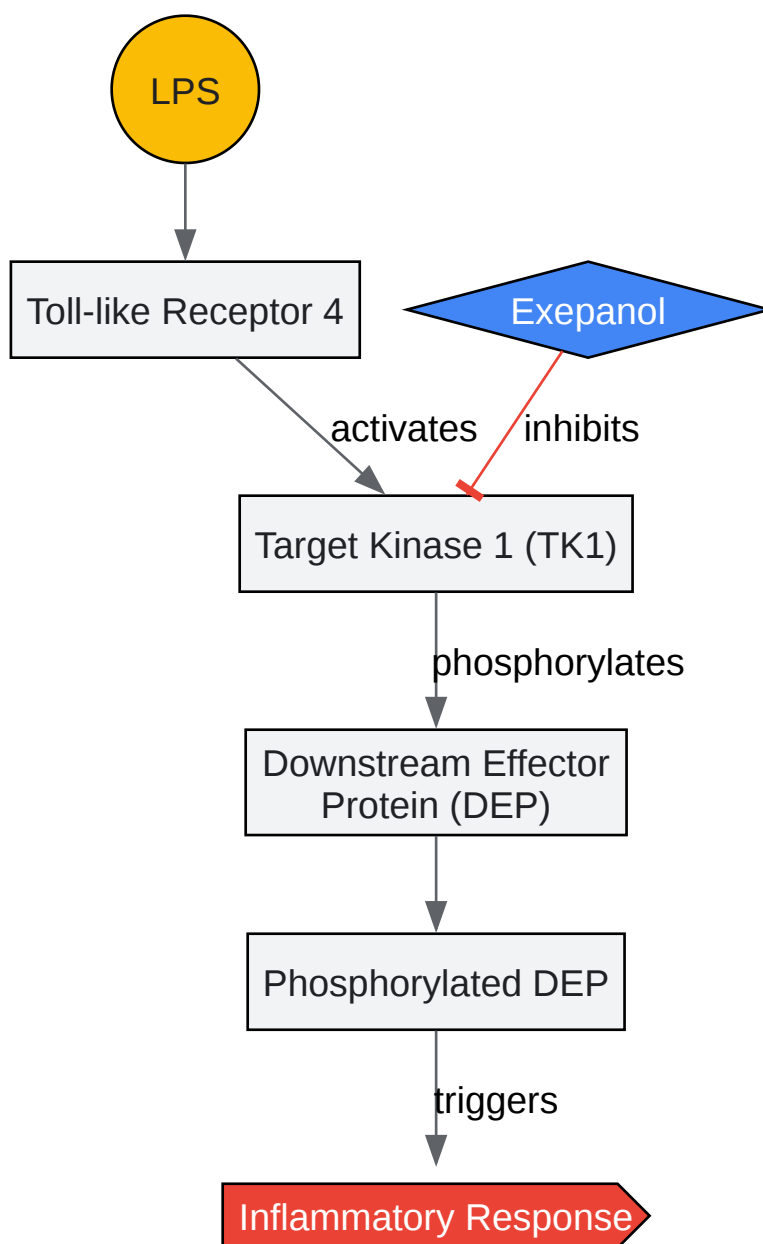 LPS
Toll-like Receptor 4
Exepanol
activates
inhibits
Target Kinase 1 (TK1)
phosphorylates
Downstream Effector
Protein (DEP)
Phosphorylated DEP
triggers
Inflammatory Response